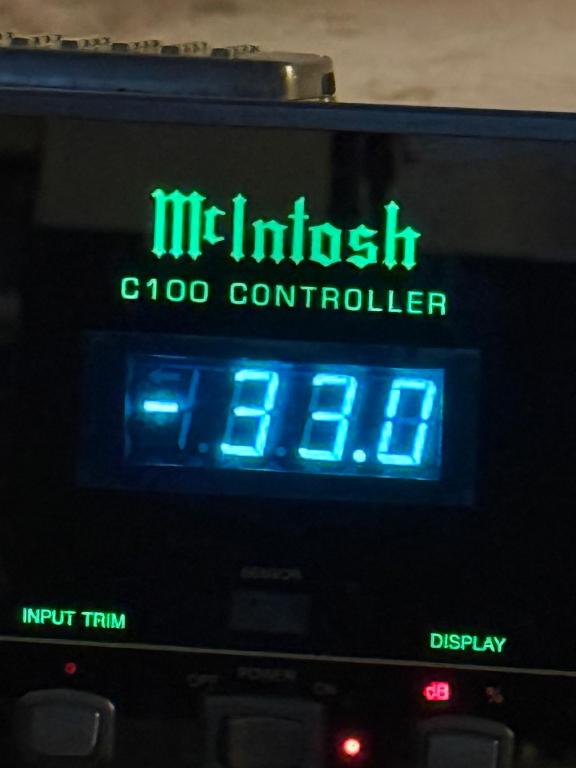 McIntosh
C100 CONTROLLER
-33.0
SENSOR
INPUT TRIM
DISPLAY
OFF POWER ON
dB %